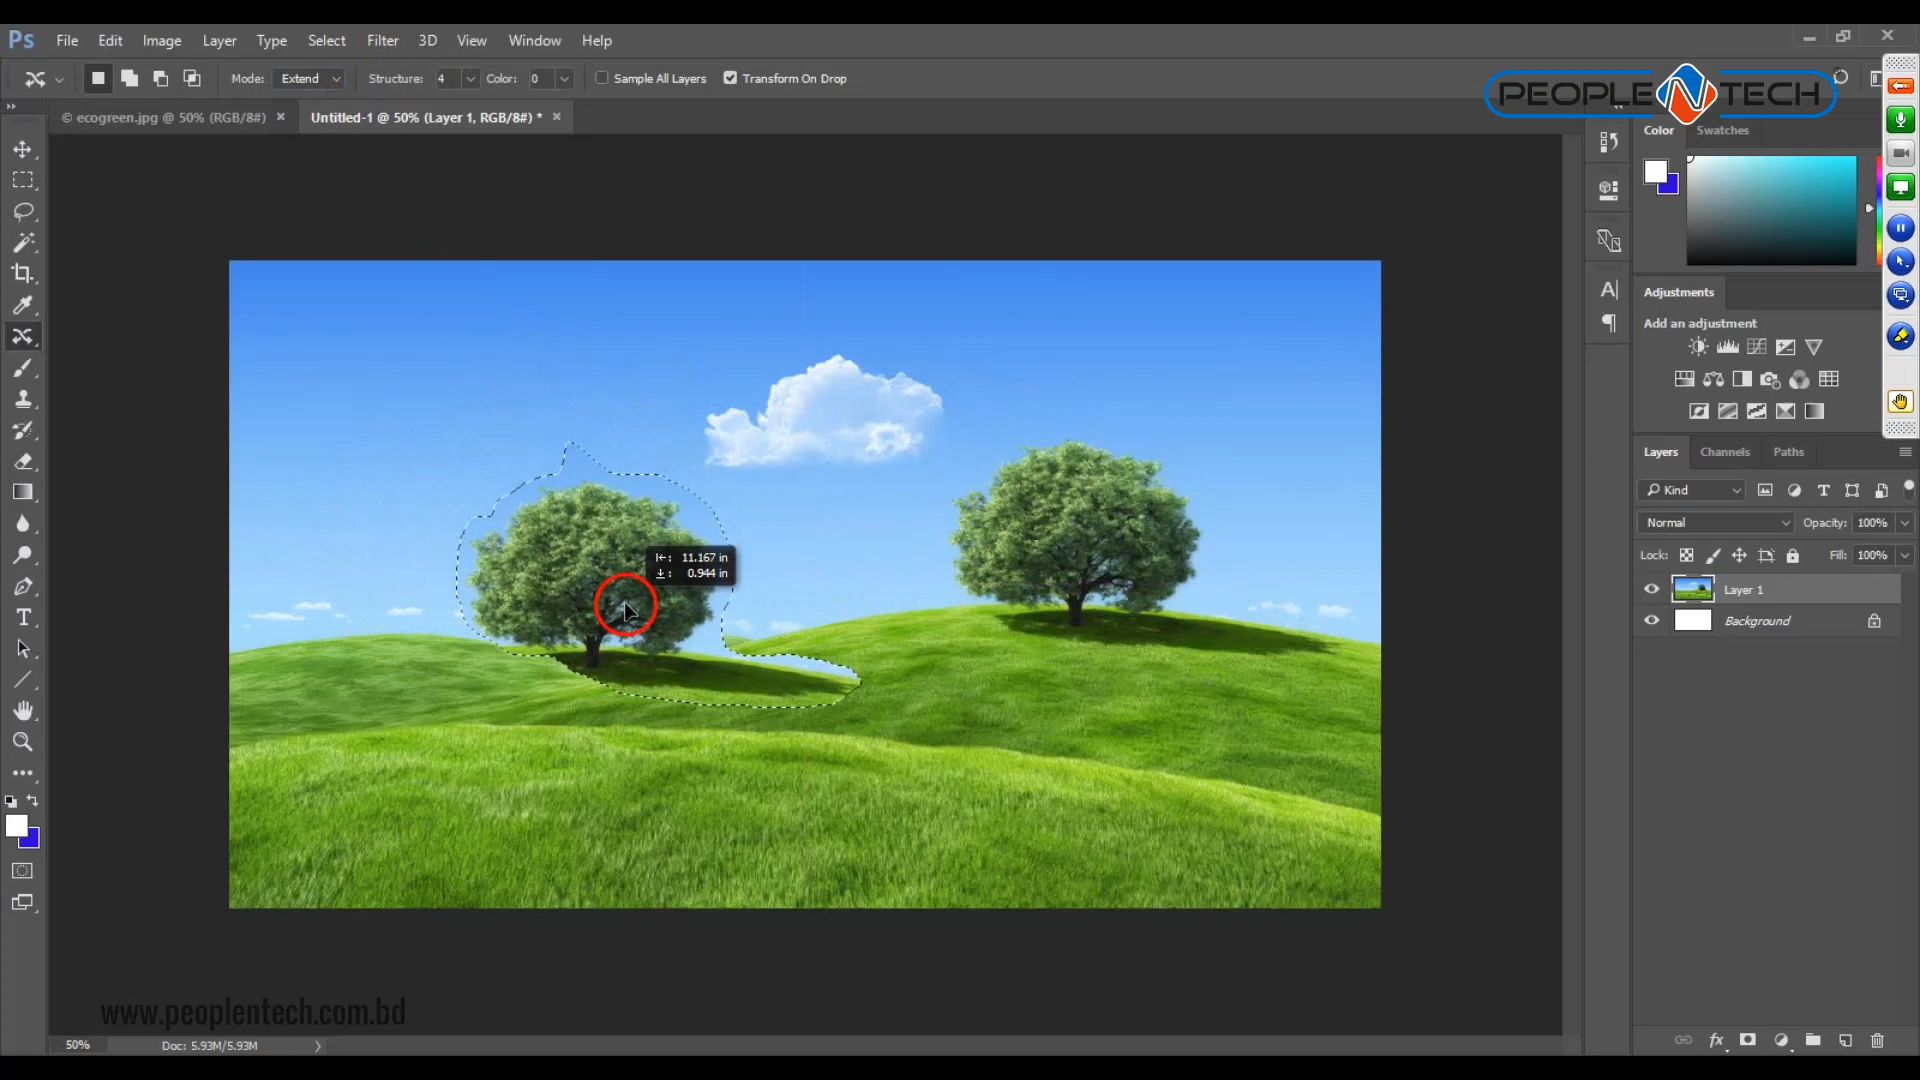 Ps File Edit Image Layer Type Select Filter 3D View Window Help
Mode: Extend Structure: 4 Color: 0 Sample All Layers Transform On Drop
PEOPLE N TECH
© ecogreen.jpg @ 50% (RGB/8#) × Untitled-1 @ 50% (Layer 1, RGB/8#) * ×
Color Swatches
Adjustments
Add an adjustment
Layers Channels Paths
Kind
Normal Opacity: 100%
Lock: Fill: 100%
11.167 in
0.944 in
Layer 1
Background
www.peoplentech.com.bd
50% Doc: 5.93M/5.93M